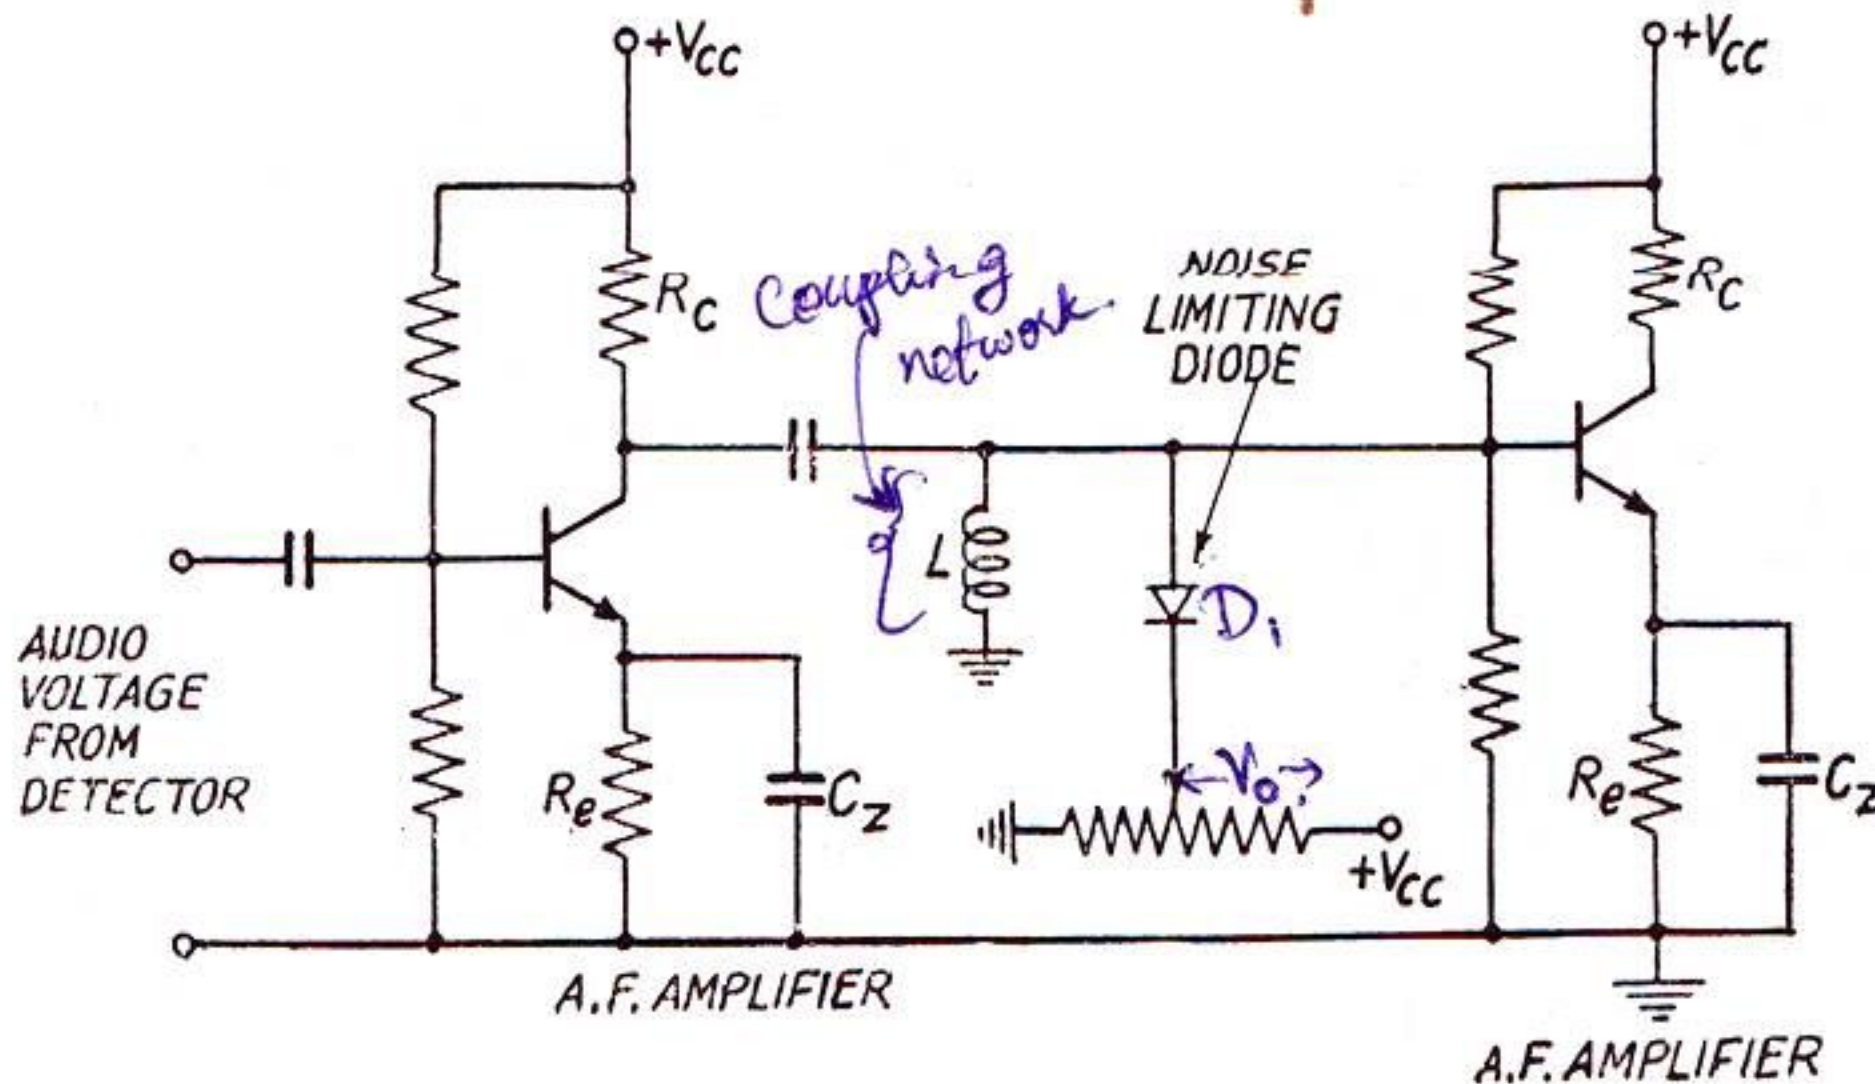 +VCC
+VCC
RC
Coupling
network
NOISE
LIMITING
DIODE
RC
L
D1
AUDIO
VOLTAGE
FROM
DETECTOR
Re
Cz
←V0→
+VCC
Re
Cz
A.F. AMPLIFIER
A.F. AMPLIFIER